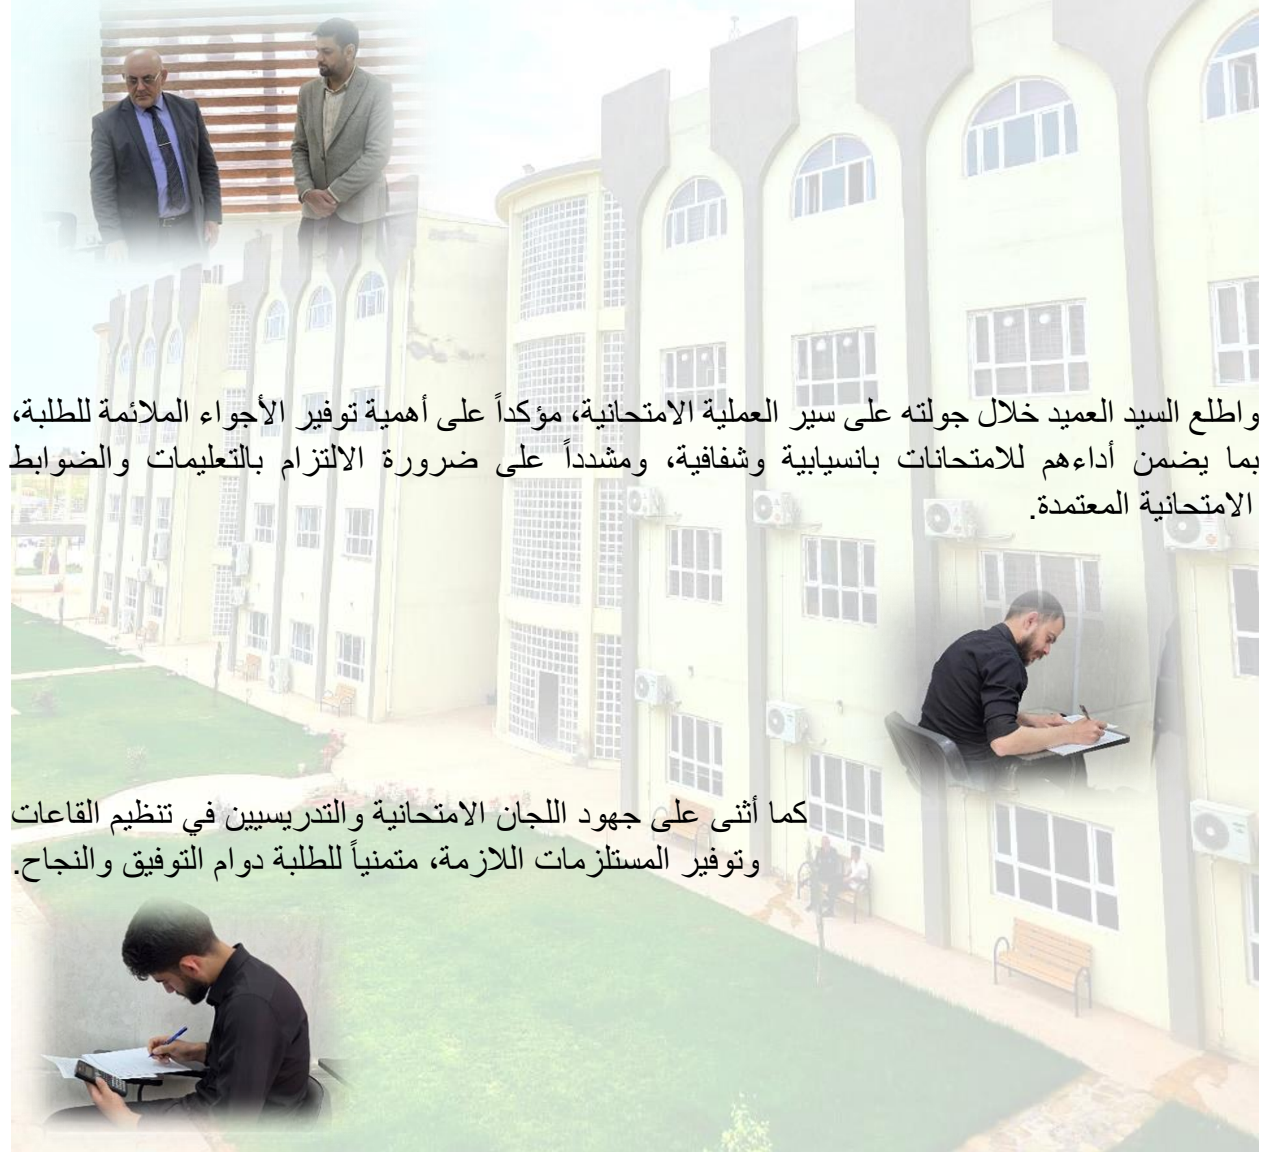 واطلع السيد العميد خلال جولته على سير العملية الامتحانية، مؤكداً على أهمية توفير الأجواء الملائمة للطلبة،
بما يضمن أداءهم للامتحانات بانسيابية وشفافية، ومشدداً على ضرورة الالتزام بالتعليمات والضوابط
الامتحانية المعتمدة.
كما أثنى على جهود اللجان الامتحانية والتدريسيين في تنظيم القاعات
وتوفير المستلزمات اللازمة، متمنياً للطلبة دوام التوفيق والنجاح.